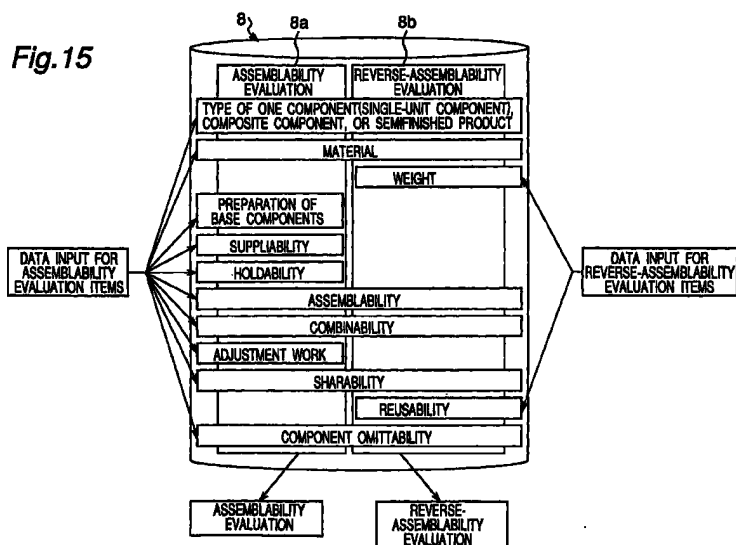 Fig.15
8
8a
8b
ASSEMBLABILITY
EVALUATION
REVERSE-ASSEMBLABILITY
EVALUATION
TYPE OF ONE COMPONENT(SINGLE-UNIT COMPONENT),
COMPOSITE COMPONENT, OR SEMIFINISHED PRODUCT
MATERIAL
WEIGHT
PREPARATION OF
BASE COMPONENTS
SUPPLIABILITY
HOLDABILITY
DATA INPUT FOR
ASSEMBLABILITY
EVALUATION ITEMS
DATA INPUT FOR
REVERSE-ASSEMBLABILITY
EVALUATION ITEMS
ASSEMBLABILITY
COMBINABILITY
ADJUSTMENT WORK
SHARABILITY
REUSABILITY
COMPONENT OMITTABILITY
ASSEMBLABILITY
EVALUATION
REVERSE-
ASSEMBLABILITY
EVALUATION